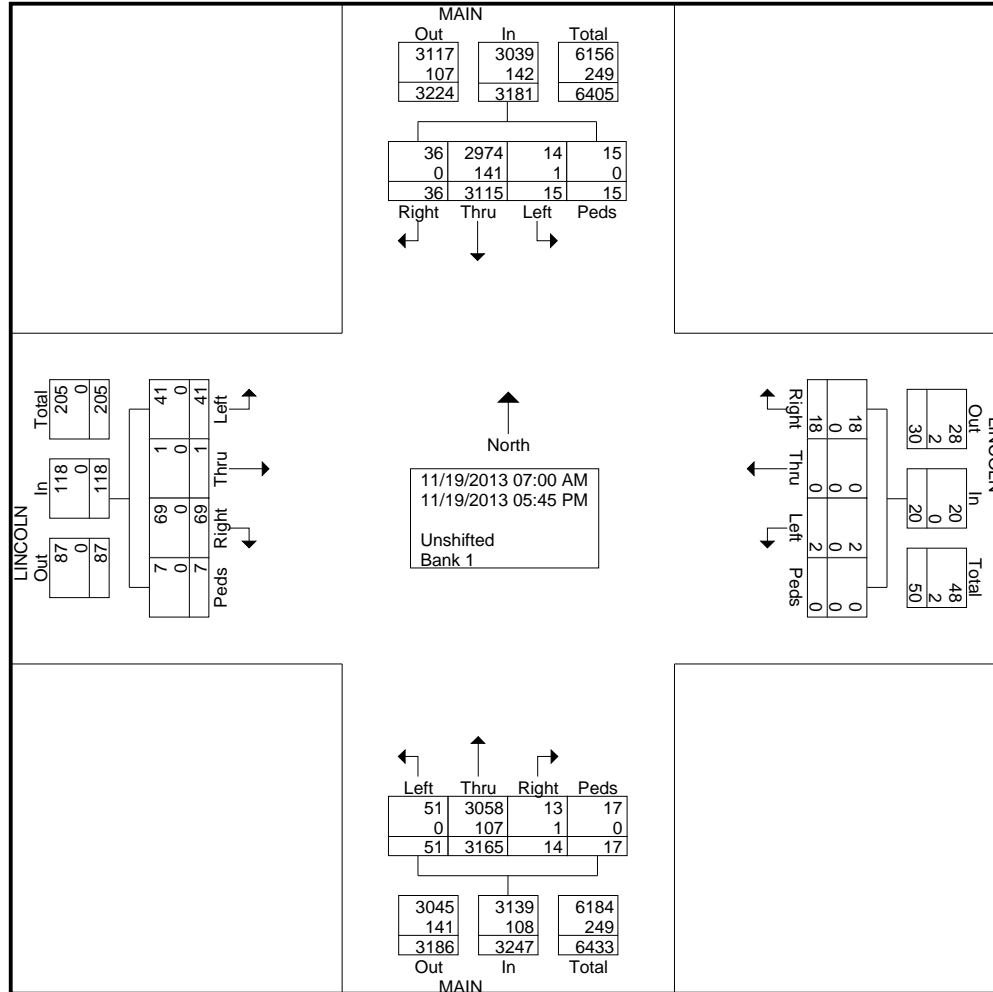 MAIN
Out In Total
3117 3039 6156
107 142 249
3224 3181 6405
36 2974 14 15
0 141 1 0
36 3115 15 15
Right Thru Left Peds
LINCOLN
Total In Out
205 118 87
0 0 0
205 118 87
41 1 69 7
0 0 0 0
41 1 69 7
Left Thru Right Peds
North
11/19/2013 07:00 AM
11/19/2013 05:45 PM
Unshifted
Bank 1
Right Thru Left Peds
18 0 2 0
0 0 0 0
18 0 2 0
LINCOLN
Out In Total
28 20 48
2 0 2
30 20 50
Left Thru Right Peds
51 3058 13 17
0 107 1 0
51 3165 14 17
3045 3139 6184
141 108 249
3186 3247 6433
Out In Total
MAIN